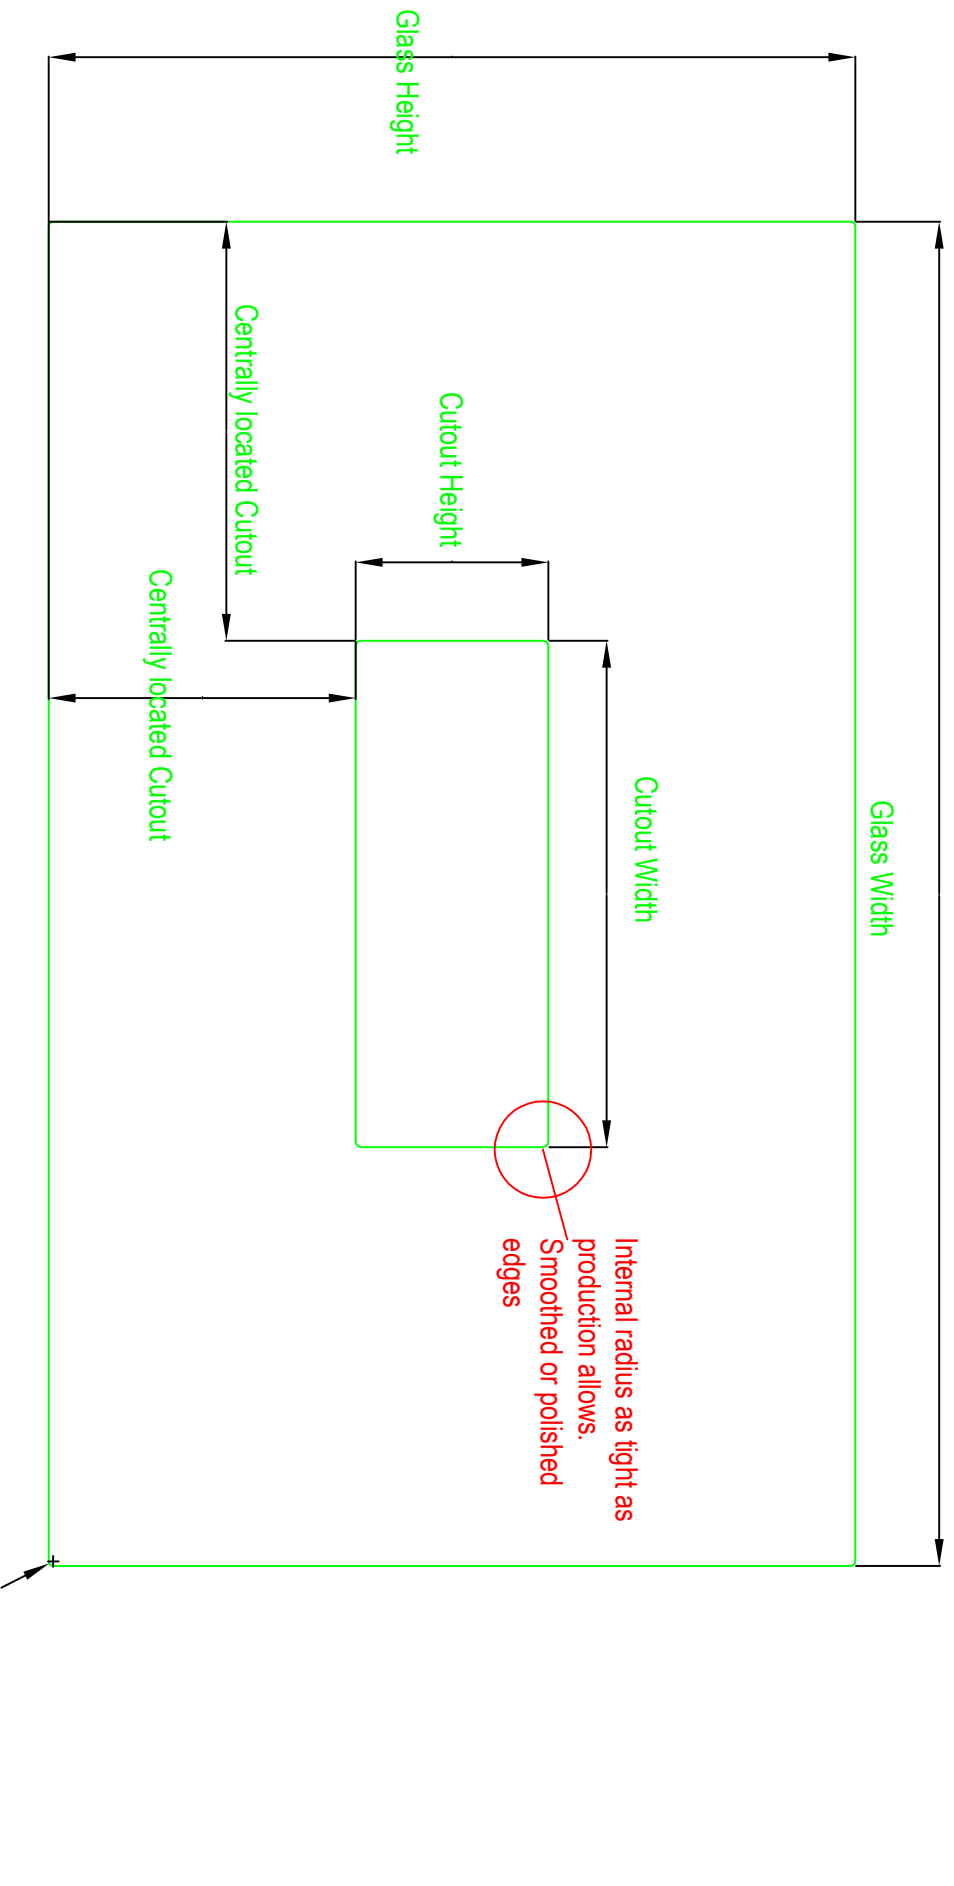 Glass Width
Cutout Width
Internal radius as tight as
production allows.
Smoothed or polished
edges
Cutout Height
Glass Height
Centrally located Cutout
Centrally located Cutout